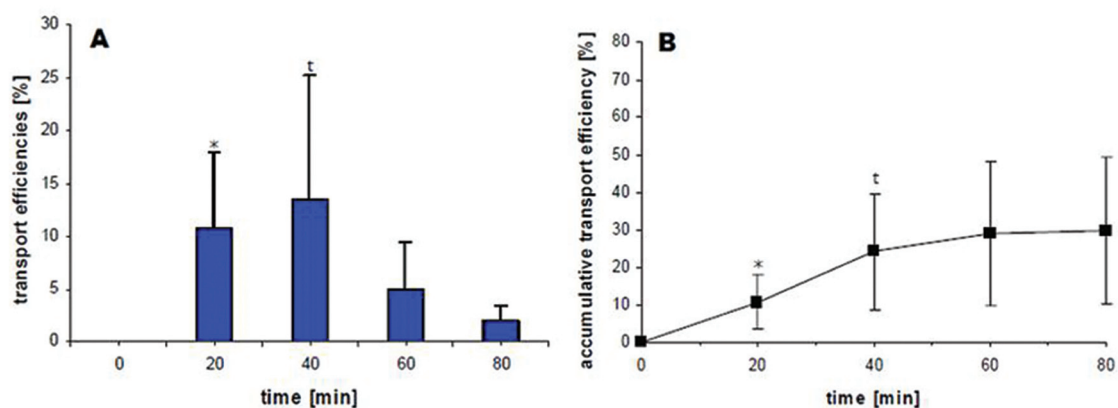 A
transport efficiencies [%]
30
25
20
15
10
5
0
*
t
0 20 40 60 80
time [min]
B
accumulative transport efficiency [%]
80
70
60
50
40
30
20
10
0
*
t
0 20 40 60 80
time [min]